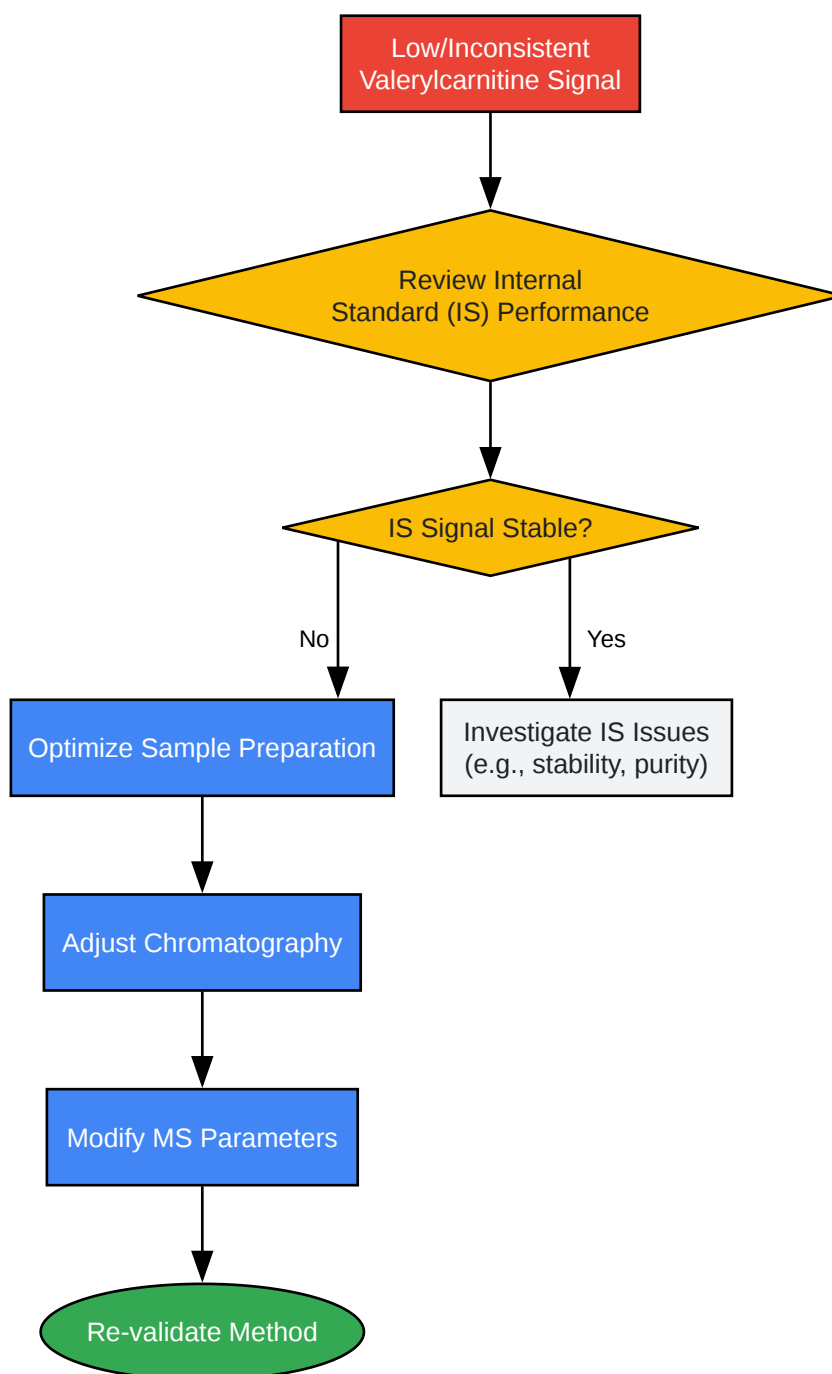 Low/Inconsistent
Valerylcarnitine Signal
Review Internal
Standard (IS) Performance
IS Signal Stable?
No
Yes
Optimize Sample Preparation
Investigate IS Issues
(e.g., stability, purity)
Adjust Chromatography
Modify MS Parameters
Re-validate Method